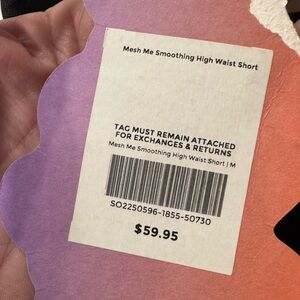 Mesh Me Smoothing High Waist Short
TAG MUST REMAIN ATTACHED
FOR EXCHANGES & RETURNS
Mesh Me Smoothing High Waist Short | M
SO2250596-1855-50730
$59.95